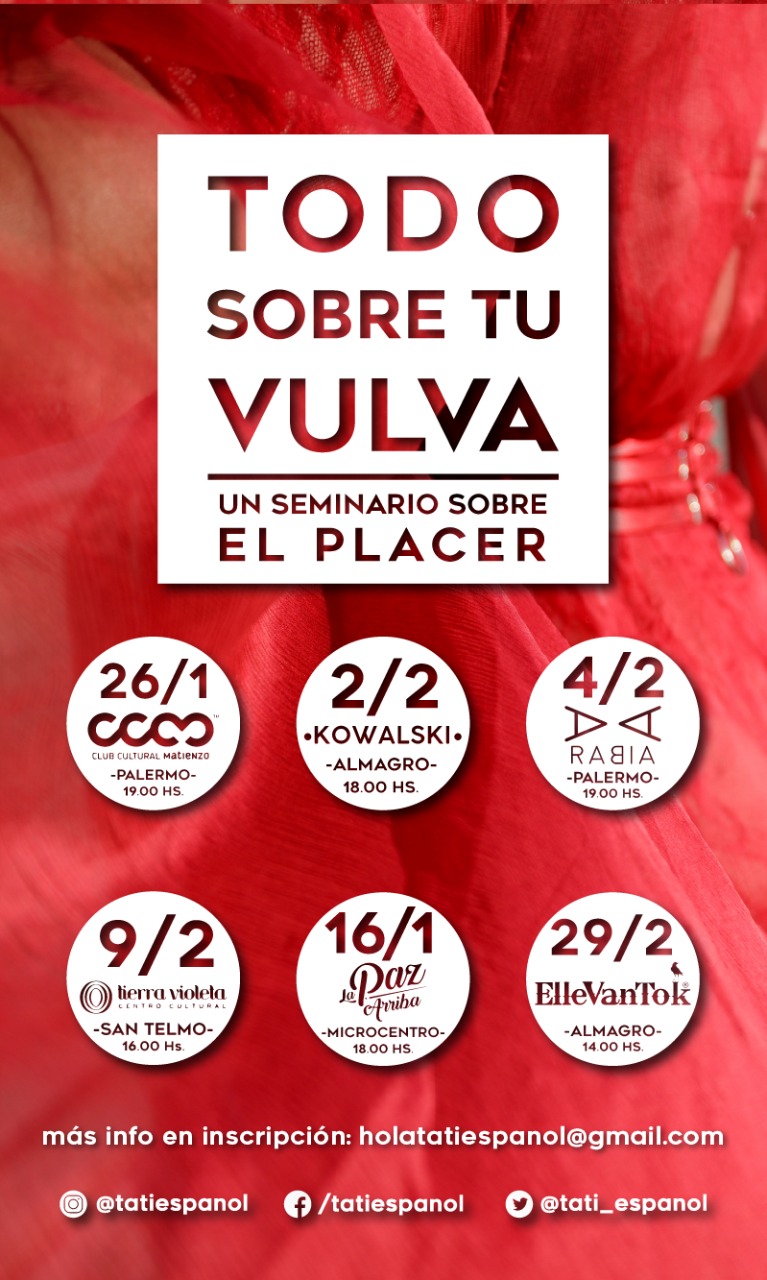 TODO
SOBRE TU
VULVA
UN SEMINARIO SOBRE
EL PLACER
26/1
CCM™
CLUB CULTURAL MATIENZO
-PALERMO-
19.00 HS.
2/2
•KOWALSKI•
-ALMAGRO-
18.00 HS.
4/2
RABIA
-PALERMO-
19.00 HS.
9/2
tierra violeta
CENTRO CULTURAL
-SAN TELMO-
16.00 Hs.
16/1
La Paz
Arriba
-MICROCENTRO-
18.00 HS.
29/2
ElleVanTok®
-ALMAGRO-
14.00 HS.
más info en inscripción: holatatiespanol@gmail.com
@tatiespanol /tatiespanol @tati_espanol